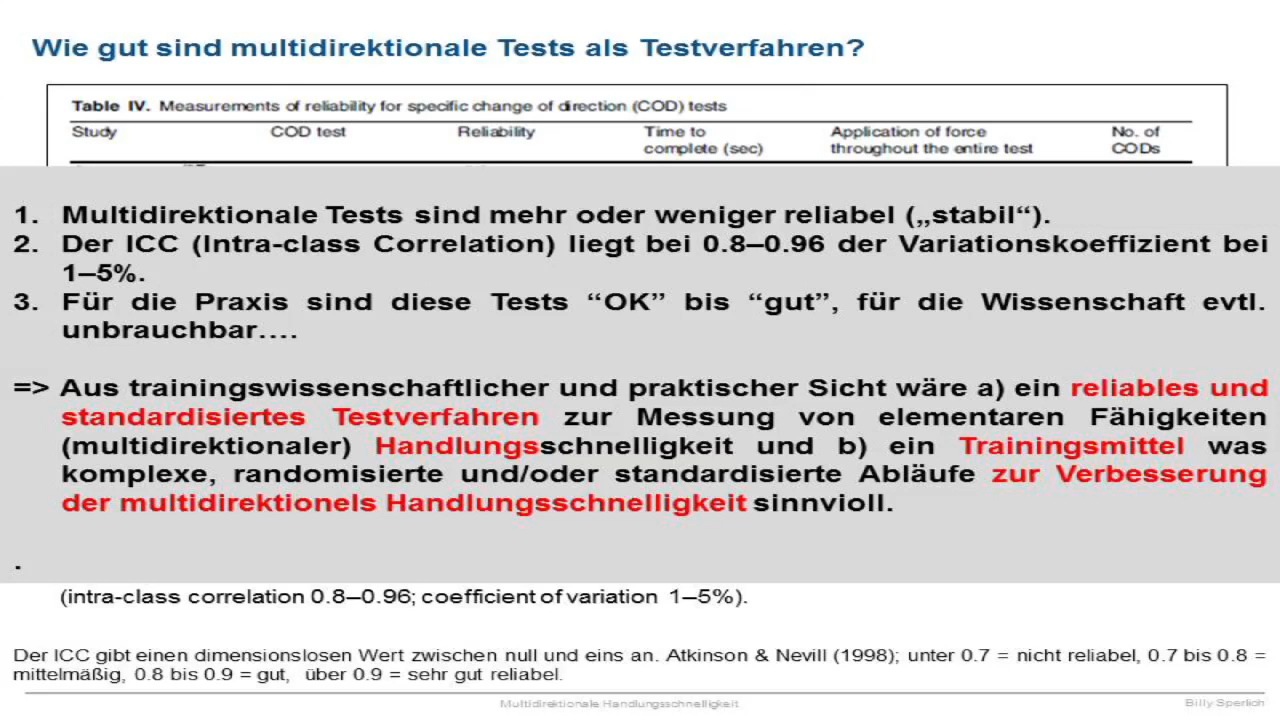 Wie gut sind multidirektionale Tests als Testverfahren?
Table IV. Measurements of reliability for specific change of direction (COD) tests
Study COD test Reliability Time to complete (sec) Application of force throughout the entire test No. of CODs
1. Multidirektionale Tests sind mehr oder weniger reliabel („stabil“).
2. Der ICC (Intra-class Correlation) liegt bei 0.8–0.96 der Variationskoeffizient bei
1–5%.
3. Für die Praxis sind diese Tests “OK” bis “gut”, für die Wissenschaft evtl.
unbrauchbar….
=> Aus trainingswissenschaftlicher und praktischer Sicht wäre a) ein reliables und
standardisiertes Testverfahren zur Messung von elementaren Fähigkeiten
(multidirektionaler) Handlungsschnelligkeit und b) ein Trainingsmittel was
komplexe, randomisierte und/oder standardisierte Abläufe zur Verbesserung
der multidirektionels Handlungsschnelligkeit sinnvioll.
.
(intra-class correlation 0.8–0.96; coefficient of variation 1–5%).
Der ICC gibt einen dimensionslosen Wert zwischen null und eins an. Atkinson & Nevill (1998); unter 0.7 = nicht reliabel, 0.7 bis 0.8 =
mittelmäßig, 0.8 bis 0.9 = gut, über 0.9 = sehr gut reliabel.
Multidirektionale Handlungsschnelligkeit
Billy Sperlich